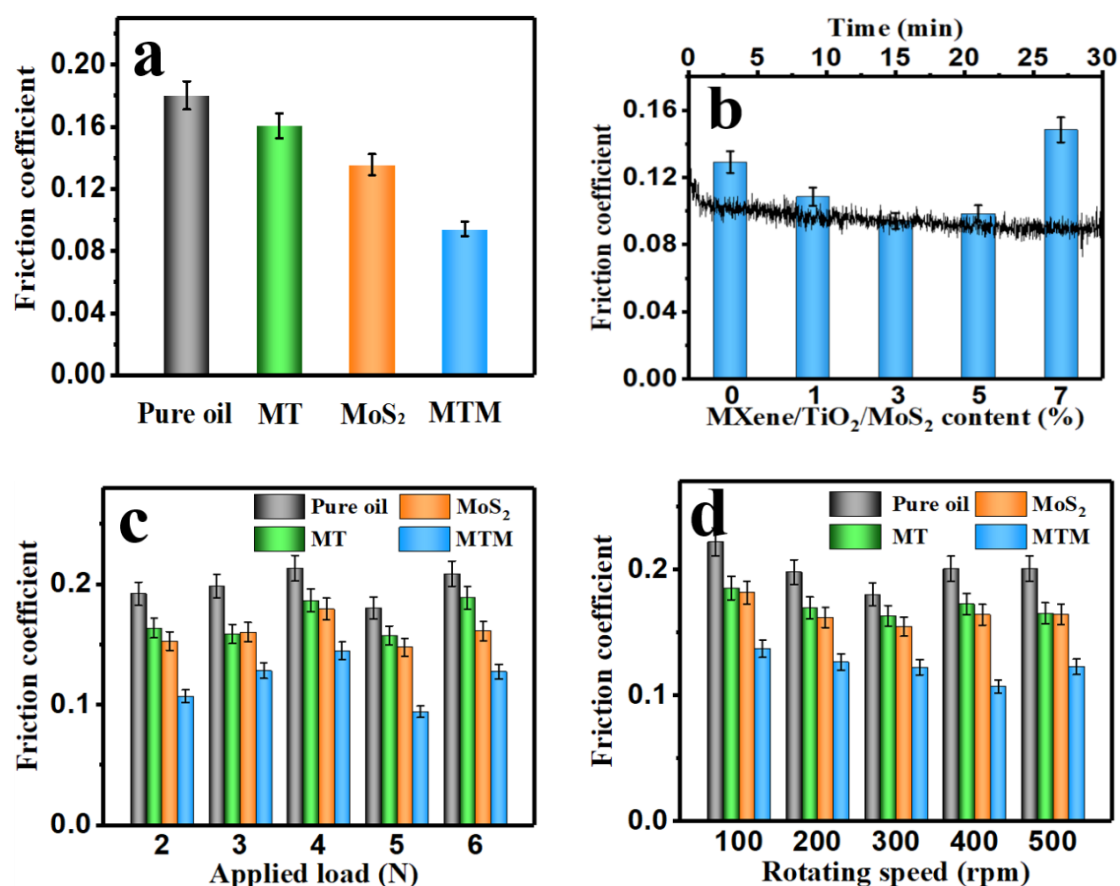 a
Friction coefficient
0.20
0.16
0.12
0.08
0.04
0.00
Pure oil MT MoS₂ MTM
Time (min)
0 5 10 15 20 25 30
b
Friction coefficient
0.16
0.12
0.08
0.04
0.00
0 1 3 5 7
MXene/TiO₂/MoS₂ content (%)
c
Pure oil MoS₂
MT MTM
Friction coefficient
0.2
0.1
0.0
2 3 4 5 6
Applied load (N)
d
Pure oil MoS₂
MT MTM
Friction coefficient
0.2
0.1
0.0
100 200 300 400 500
Rotating speed (rpm)